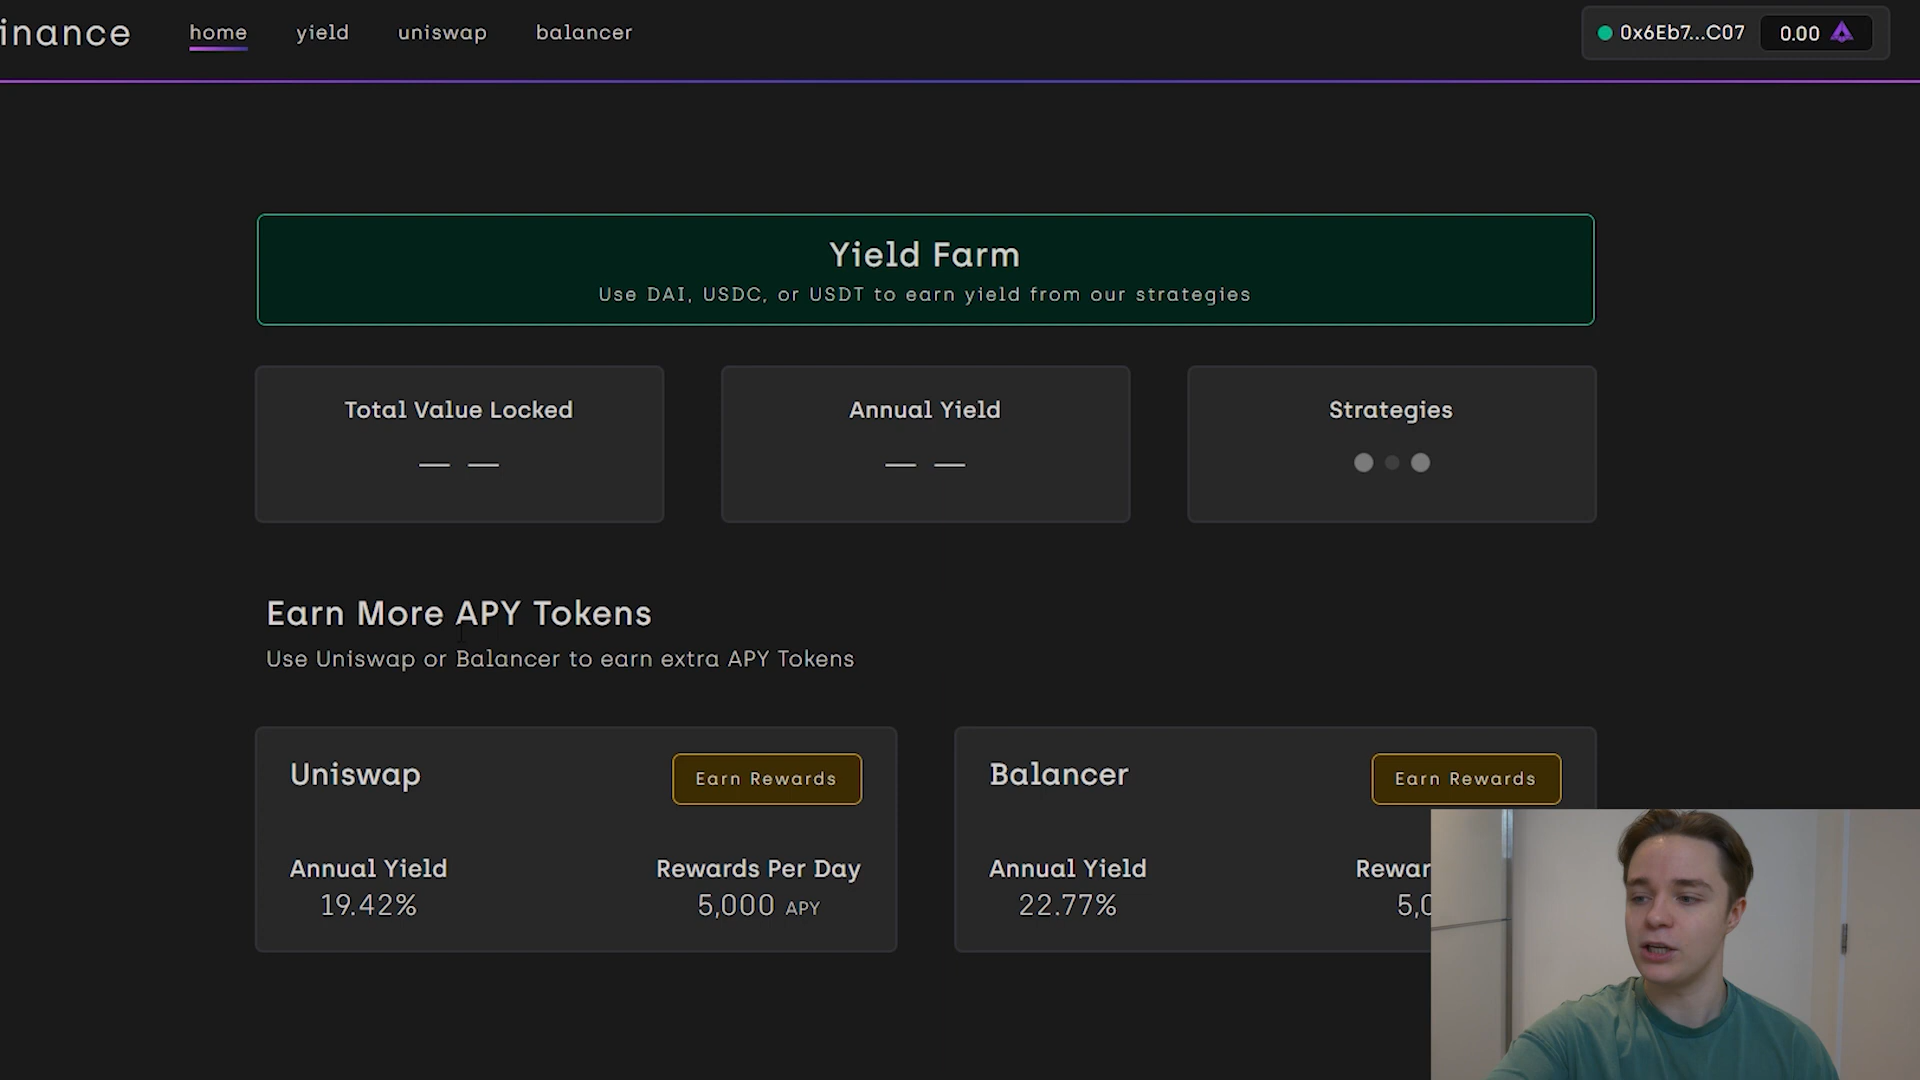 inance
home
yield
uniswap
balancer
0x6Eb7...C07
0.00
Yield Farm
Use DAI, USDC, or USDT to earn yield from our strategies
Total Value Locked
Annual Yield
Strategies
— —
— —
Earn More APY Tokens
Use Uniswap or Balancer to earn extra APY Tokens
Uniswap
Earn Rewards
Annual Yield
19.42%
Rewards Per Day
5,000 APY
Balancer
Earn Rewards
Annual Yield
22.77%
Rewar
5,0